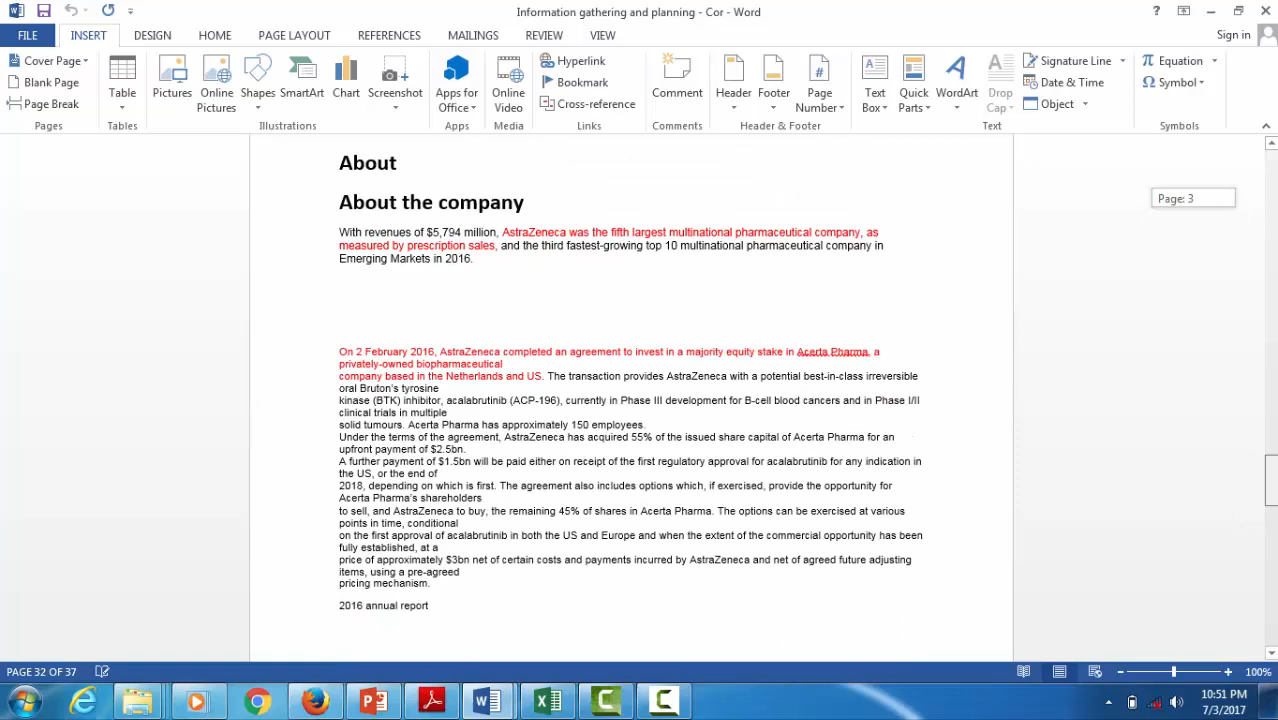 Information gathering and planning - Cor - Word
?
Sign in
FILE INSERT DESIGN HOME PAGE LAYOUT REFERENCES MAILINGS REVIEW VIEW
Cover Page
Blank Page
Page Break
Pages
Table
Tables
Pictures
Online Pictures
Shapes
SmartArt
Chart
Screenshot
Illustrations
Apps for Office
Apps
Online Video
Media
Hyperlink
Bookmark
Cross-reference
Links
Comment
Comments
Header
Footer
Page Number
Header & Footer
Text Box
Quick Parts
WordArt
Drop Cap
Signature Line
Date & Time
Object
Text
Equation
Symbol
Symbols
About
About the company
With revenues of $5,794 million, AstraZeneca was the fifth largest multinational pharmaceutical company, as
measured by prescription sales, and the third fastest-growing top 10 multinational pharmaceutical company in
Emerging Markets in 2016.
Page: 3
On 2 February 2016, AstraZeneca completed an agreement to invest in a majority equity stake in Acerta Pharma, a
privately-owned biopharmaceutical
company based in the Netherlands and US. The transaction provides AstraZeneca with a potential best-in-class irreversible
oral Bruton's tyrosine
kinase (BTK) inhibitor, acalabrutinib (ACP-196), currently in Phase III development for B-cell blood cancers and in Phase I/II
clinical trials in multiple
solid tumours. Acerta Pharma has approximately 150 employees.
Under the terms of the agreement, AstraZeneca has acquired 55% of the issued share capital of Acerta Pharma for an
upfront payment of $2.5bn.
A further payment of $1.5bn will be paid either on receipt of the first regulatory approval for acalabrutinib for any indication in
the US, or the end of
2018, depending on which is first. The agreement also includes options which, if exercised, provide the opportunity for
Acerta Pharma's shareholders
to sell, and AstraZeneca to buy, the remaining 45% of shares in Acerta Pharma. The options can be exercised at various
points in time, conditional
on the first approval of acalabrutinib in both the US and Europe and when the extent of the commercial opportunity has been
fully established, at a
price of approximately $3bn net of certain costs and payments incurred by AstraZeneca and net of agreed future adjusting
items, using a pre-agreed
pricing mechanism.
2016 annual report
PAGE 32 OF 37
100%
10:51 PM
7/3/2017